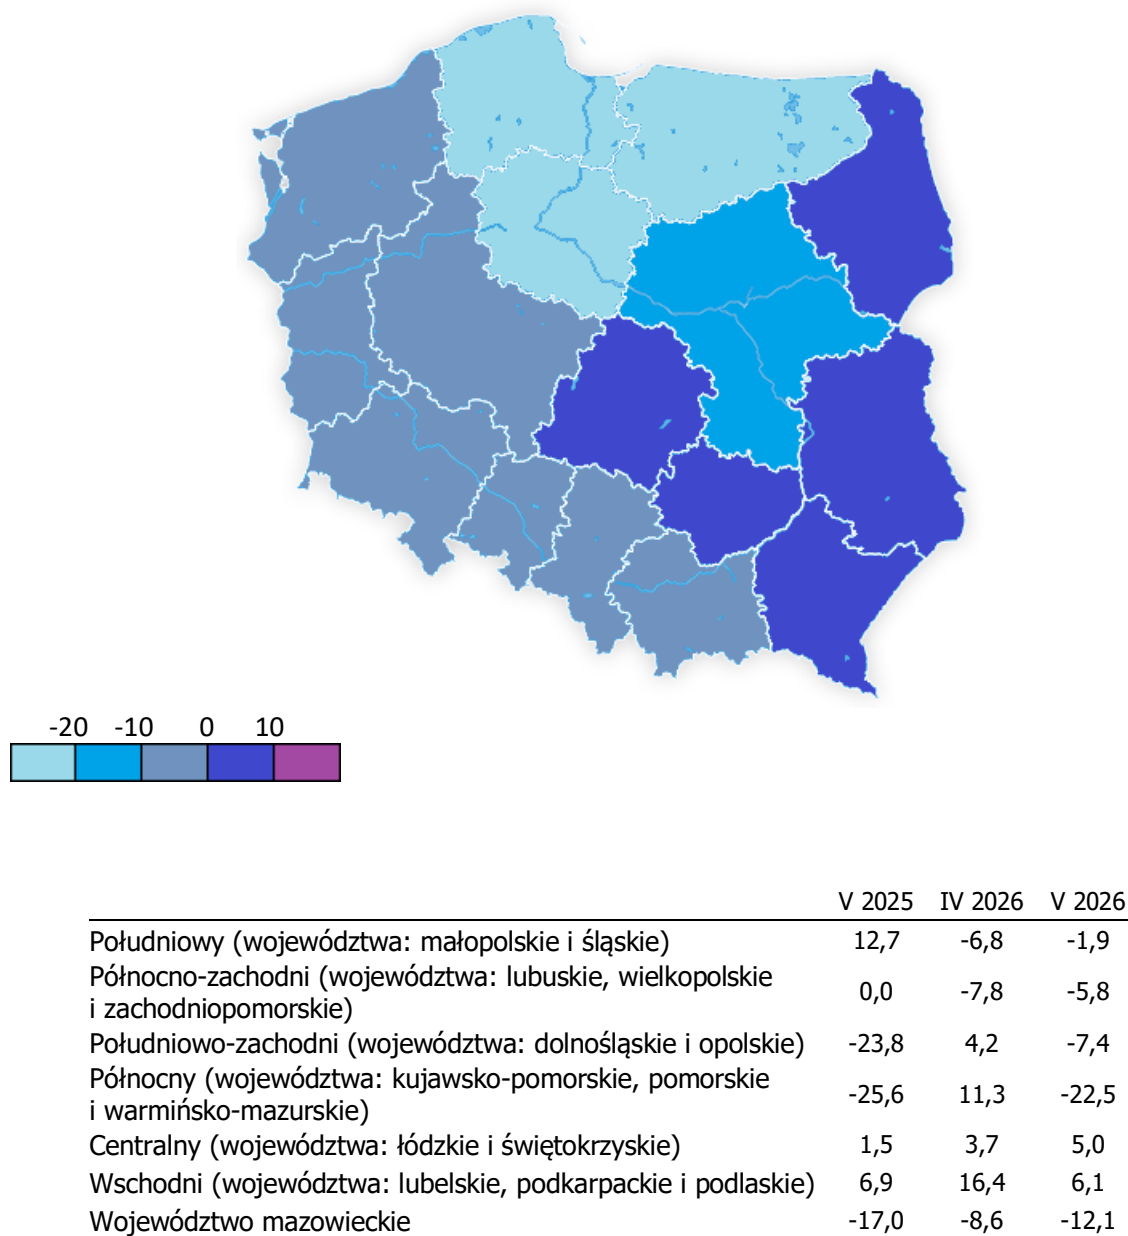 -20 -10 0 10
V 2025 IV 2026 V 2026
Południowy (województwa: małopolskie i śląskie) 12,7 -6,8 -1,9
Północno-zachodni (województwa: lubuskie, wielkopolskie
i zachodniopomorskie) 0,0 -7,8 -5,8
Południowo-zachodni (województwa: dolnośląskie i opolskie) -23,8 4,2 -7,4
Północny (województwa: kujawsko-pomorskie, pomorskie
i warmińsko-mazurskie) -25,6 11,3 -22,5
Centralny (województwa: łódzkie i świętokrzyskie) 1,5 3,7 5,0
Wschodni (województwa: lubelskie, podkarpackie i podlaskie) 6,9 16,4 6,1
Województwo mazowieckie -17,0 -8,6 -12,1